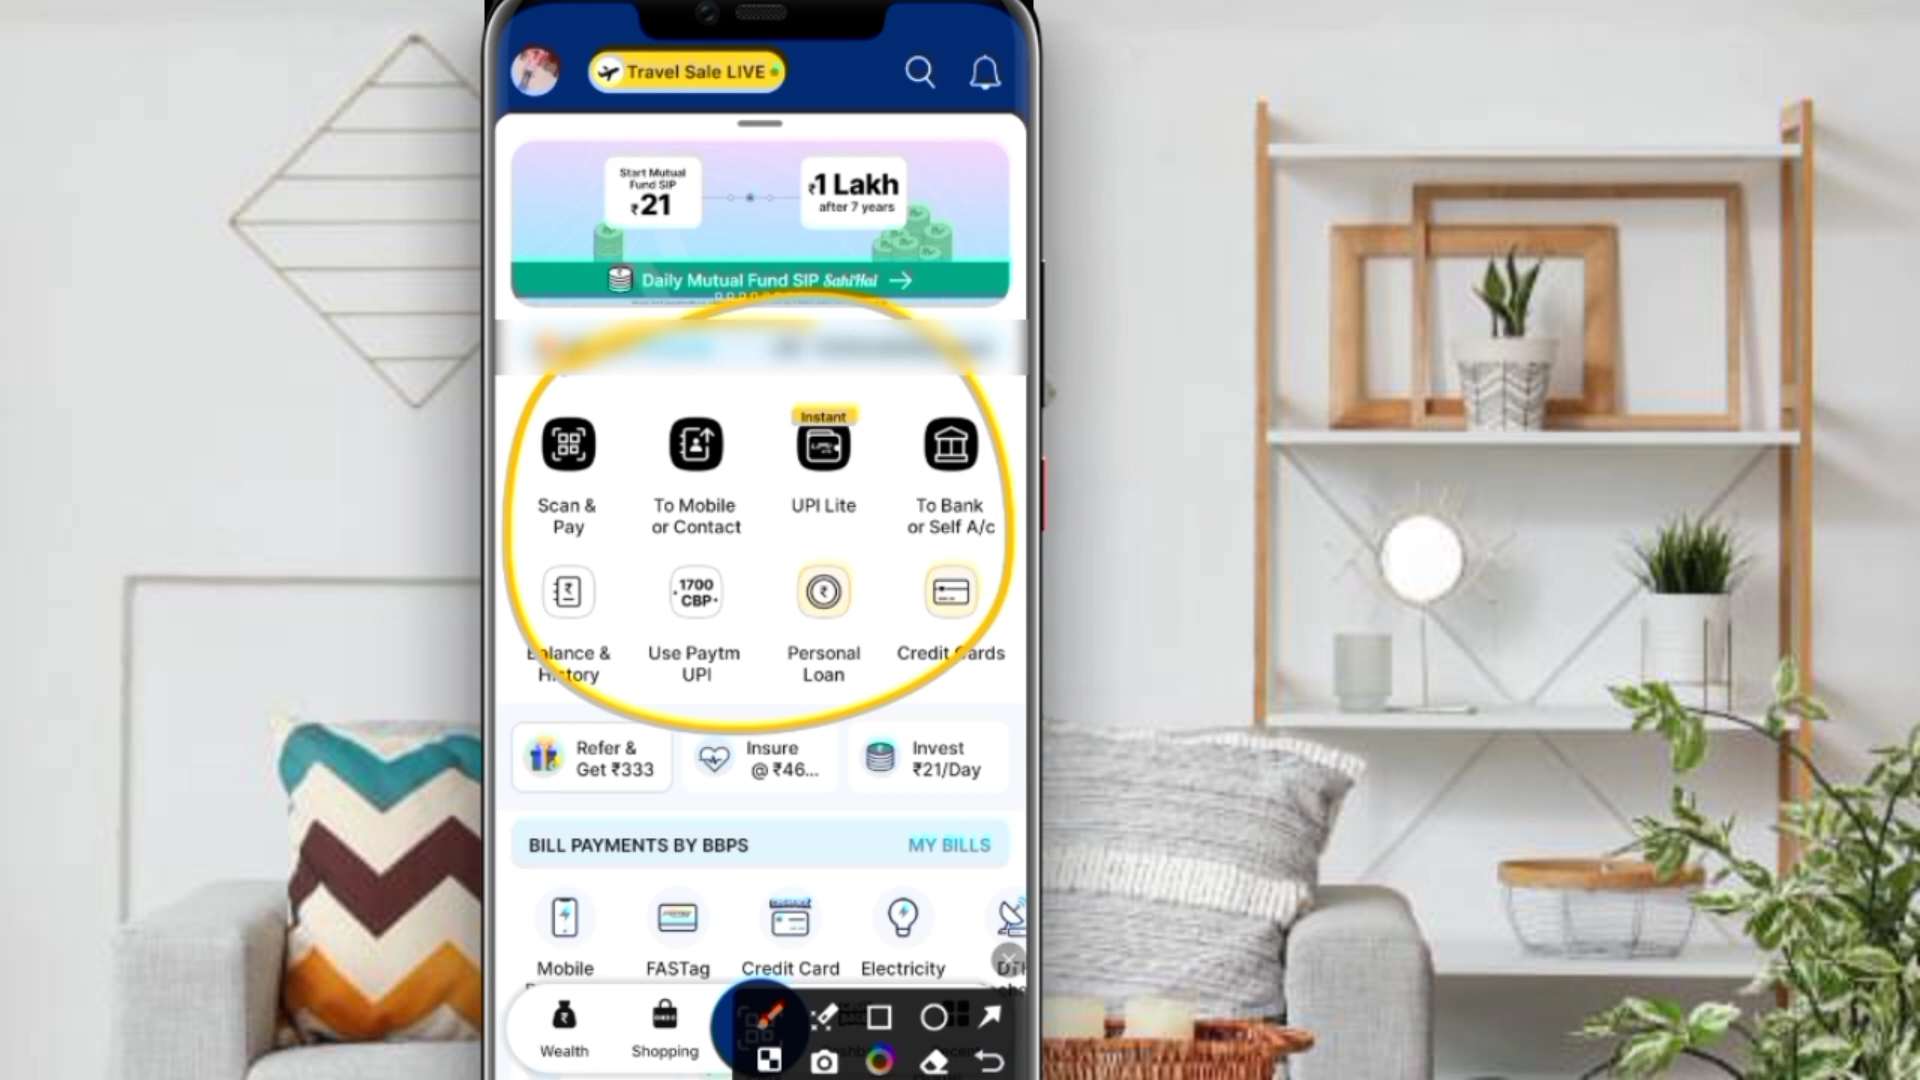 Travel Sale LIVE
Start Mutual
Fund SIP
₹21
₹1 Lakh
after 7 years
Daily Mutual Fund SIP Sahi Hai
Instant
Scan &
Pay
To Mobile
or Contact
UPI Lite
To Bank
or Self A/c
1700
CBP
Balance &
History
Use Paytm
UPI
Personal
Loan
Credit Cards
Refer &
Get ₹333
Insure
@ ₹46...
Invest
₹21/Day
BILL PAYMENTS BY BBPS
MY BILLS
Mobile
FASTag
Credit Card
Electricity
DTH
Wealth
Shopping